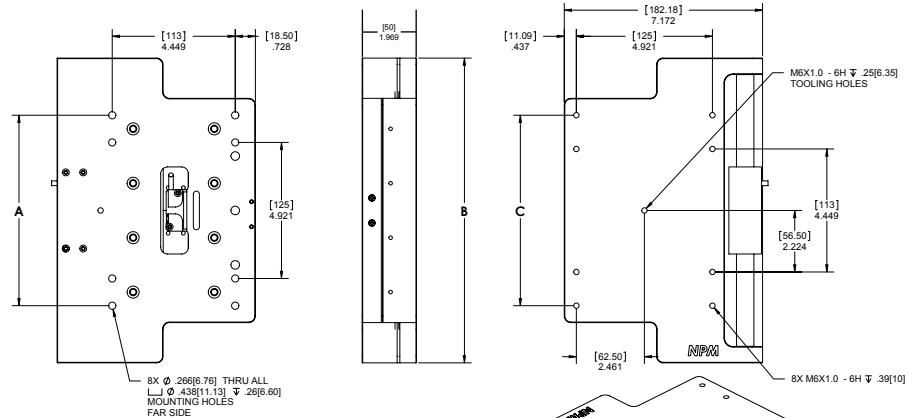 [113]
4.449
[18.50]
.728
A
[125]
4.921
8X Ø .266[6.76] THRU ALL
⌴ Ø .438[11.13] ↧ .26[6.60]
MOUNTING HOLES
FAR SIDE
[50]
1.969
B
[182.18]
7.172
[11.09]
.437
[125]
4.921
M6X1.0 - 6H ↧ .25[6.35]
TOOLING HOLES
C
[113]
4.449
[56.50]
2.224
[62.50]
2.461
NPM
8X M6X1.0 - 6H ↧ .39[10]